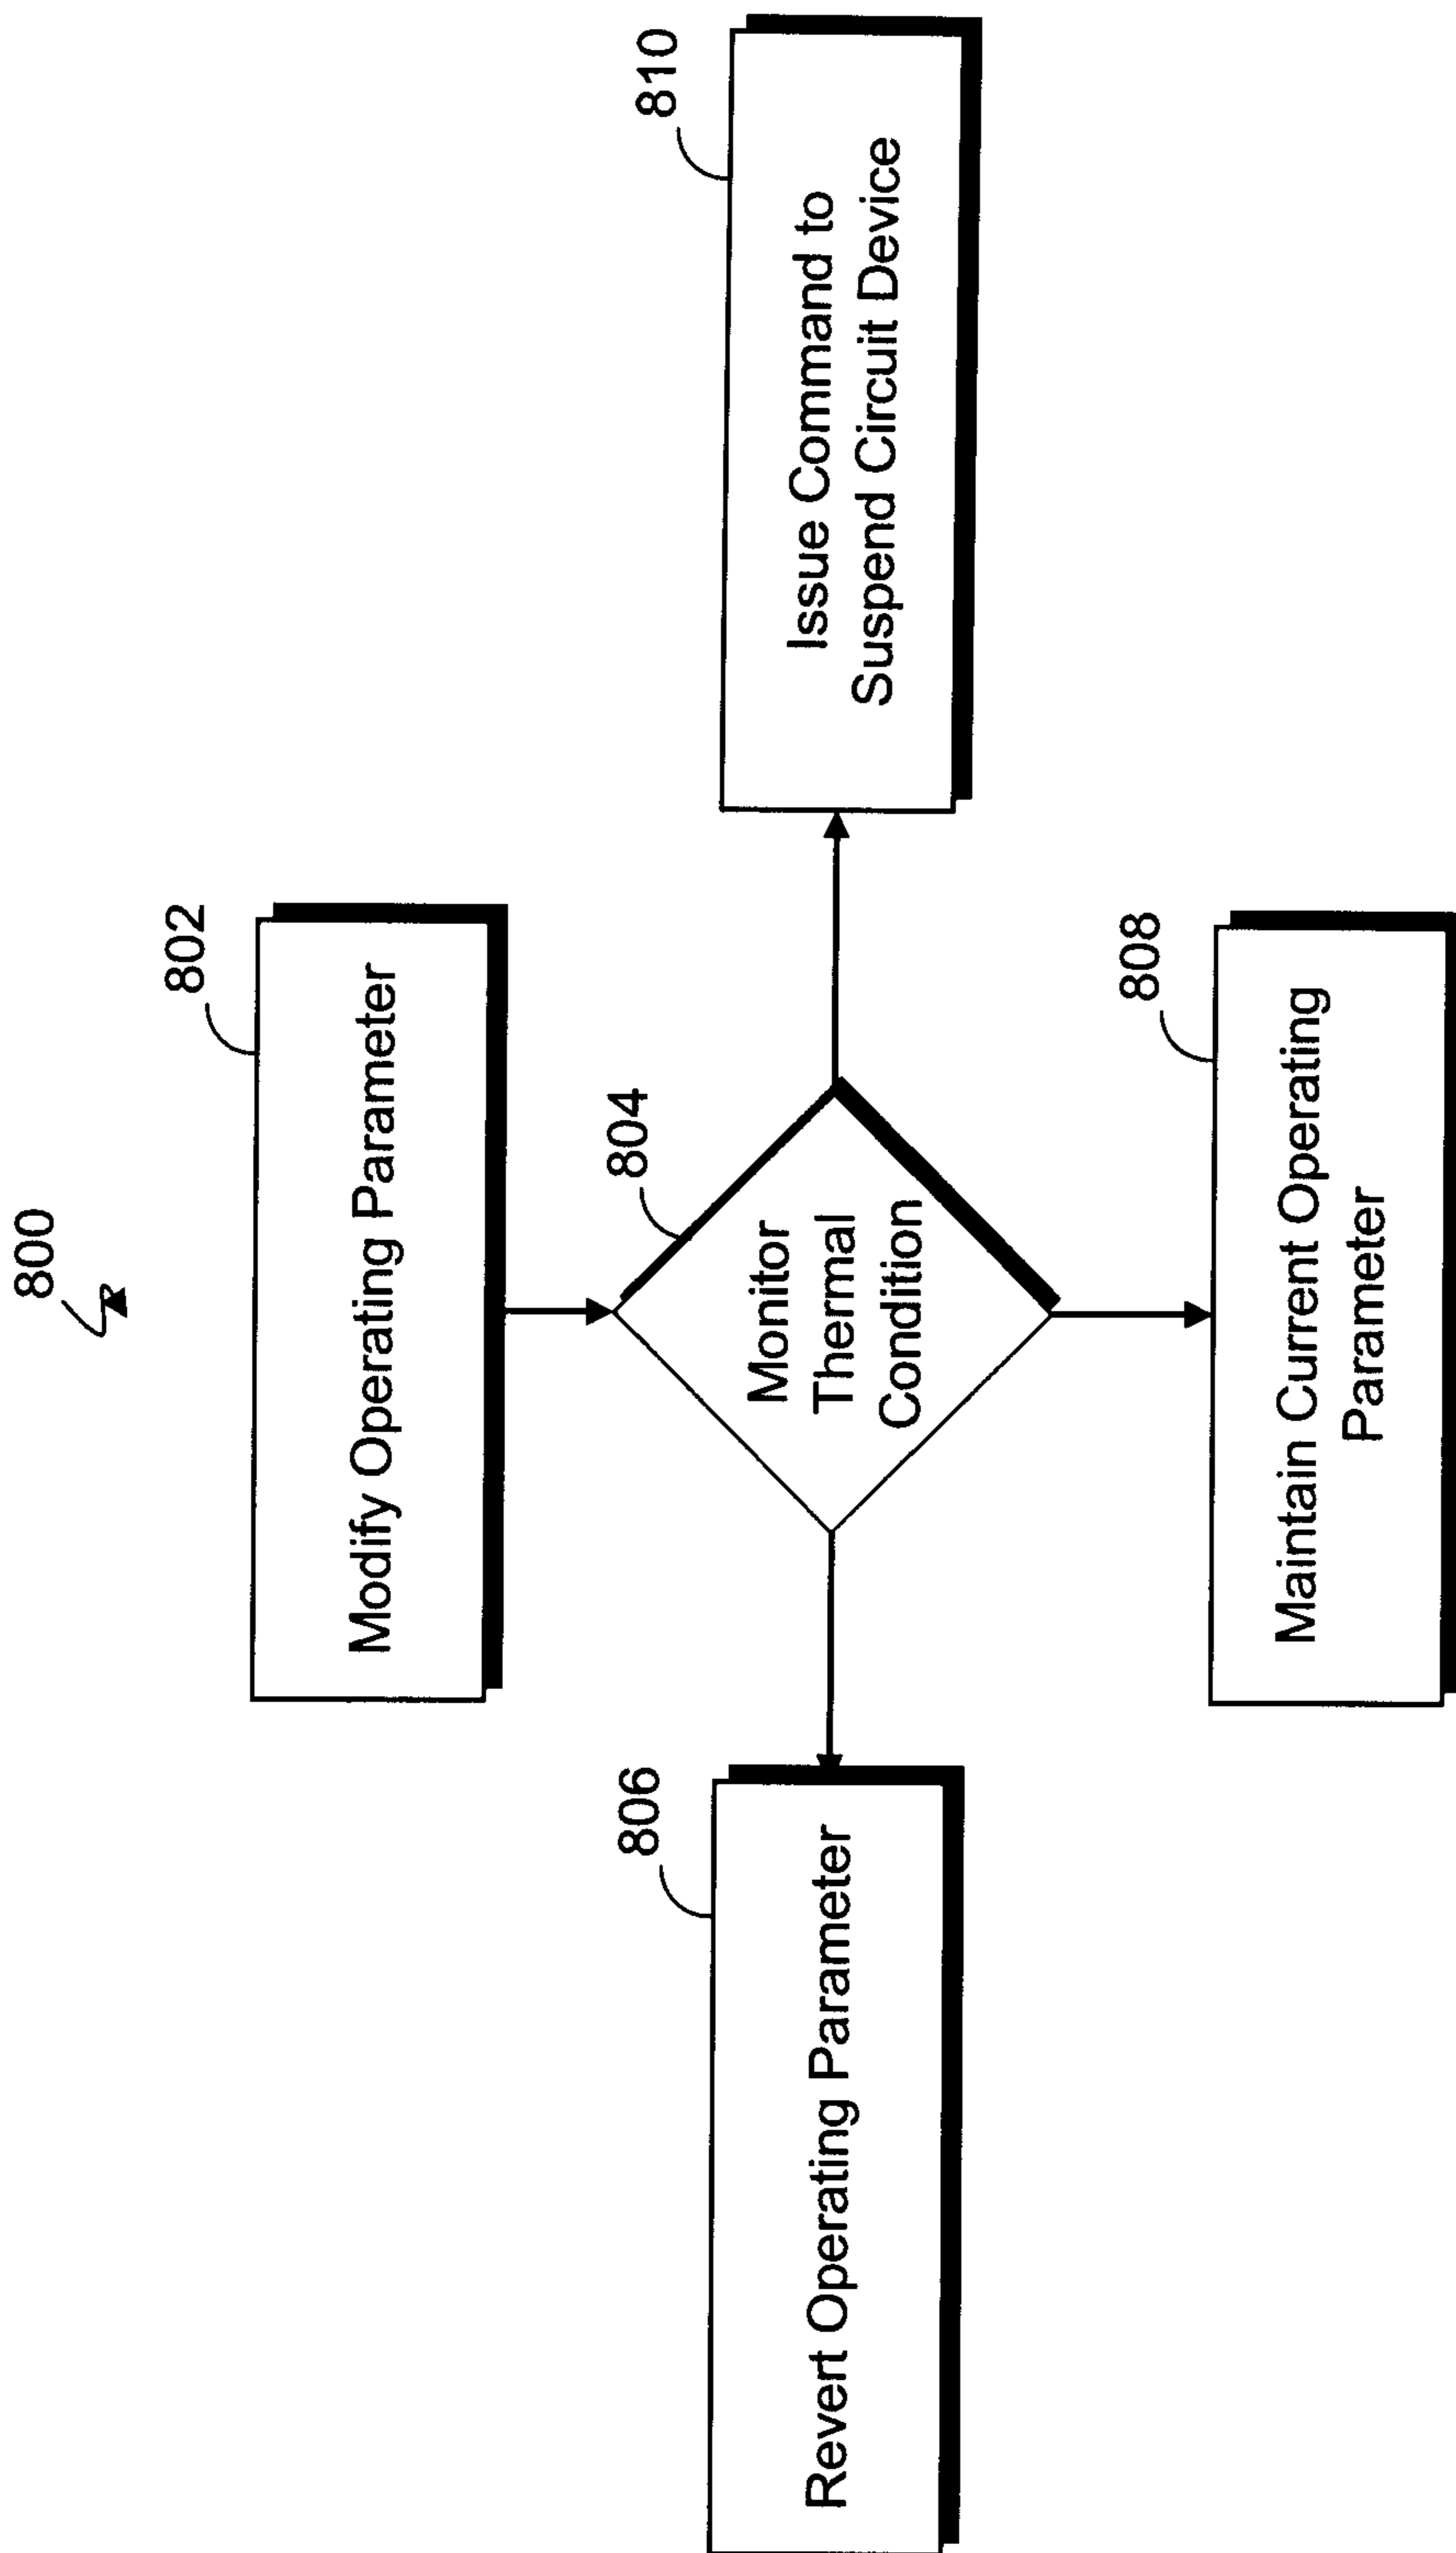 800
802
Modify Operating Parameter
804
Monitor
Thermal
Condition
806
Revert Operating Parameter
810
Issue Command to
Suspend Circuit Device
808
Maintain Current Operating
Parameter